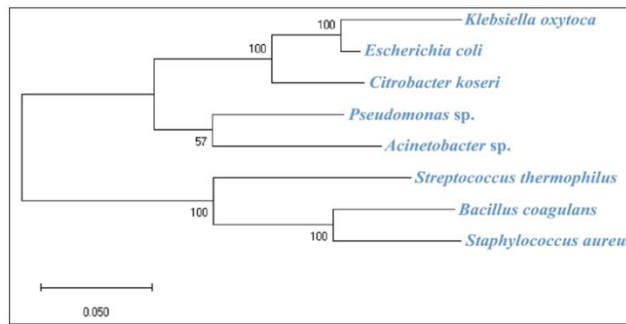 100
Klebsiella oxytoca
100
Escherichia coli
Citrobacter koseri
Pseudomonas sp.
57
Acinetobacter sp.
Streptococcus thermophilus
100
Bacillus coagulans
100
Staphylococcus aureu
0.050